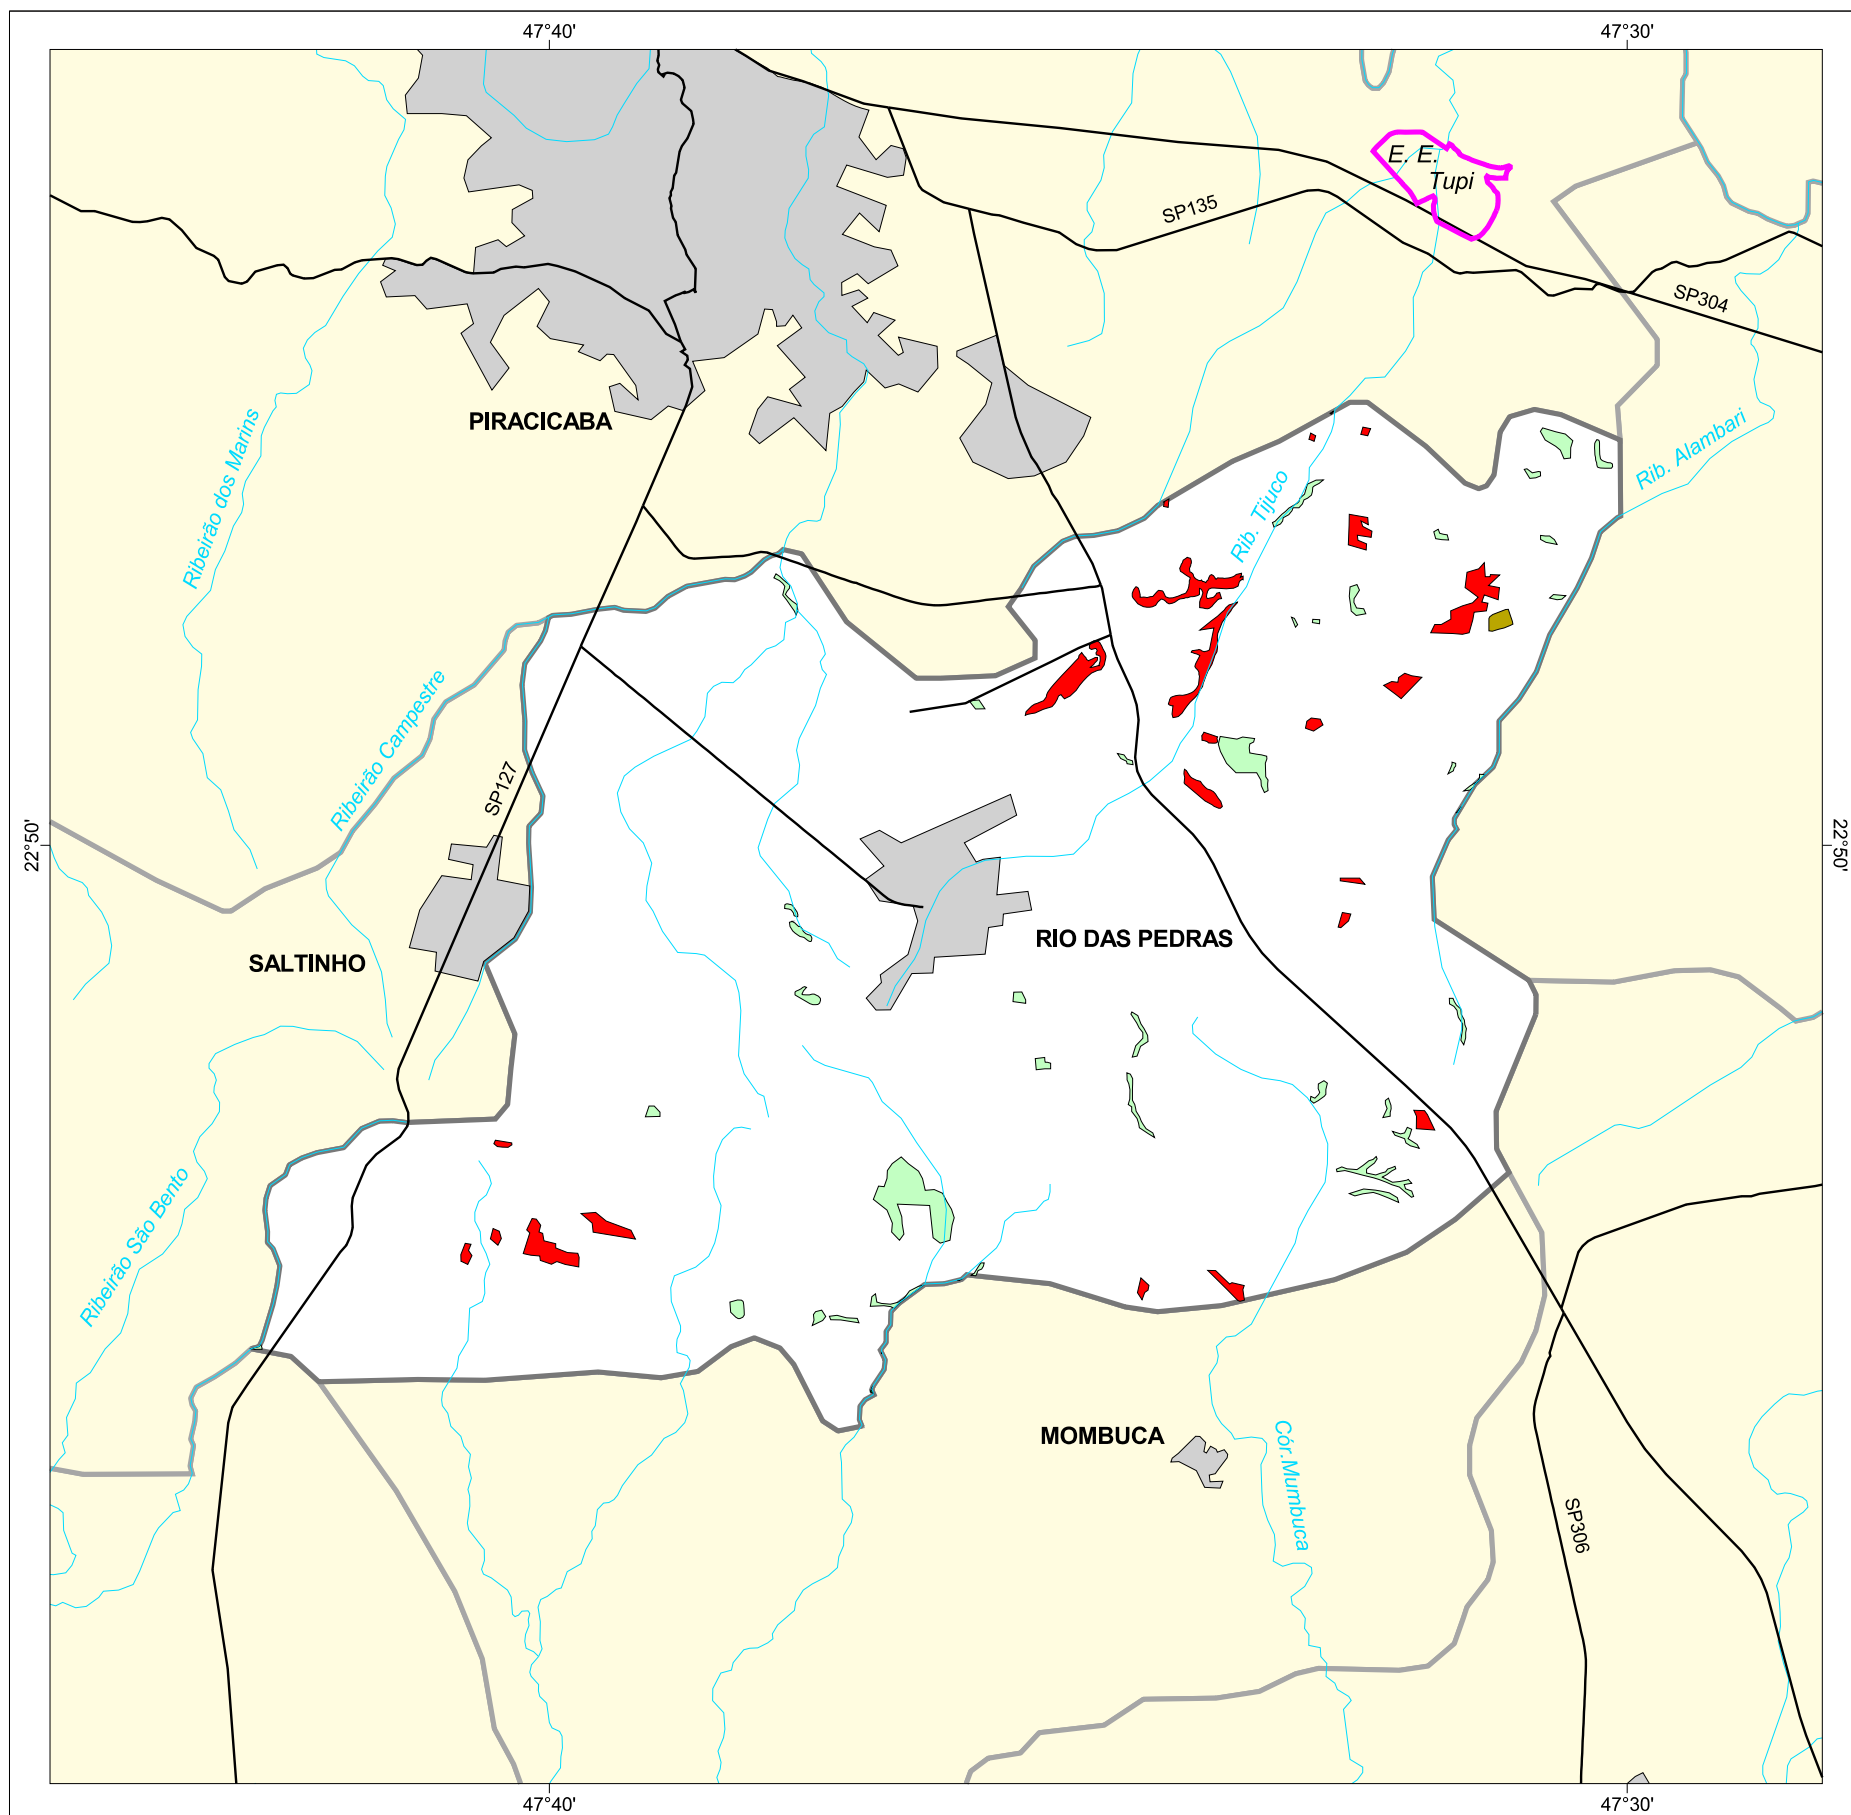 47°40'
47°30'
E. E.
Tupi
SP135
SP304
PIRACICABA
Ribeirão dos Marins
Rib. Alambari
Rib. Tijuco
Ribeirão Campestre
SP127
22°50'
22°50'
RIO DAS PEDRAS
SALTINHO
Ribeirão São Bento
MOMBUCA
Cór.Mumbuca
SP306
47°40'
47°30'